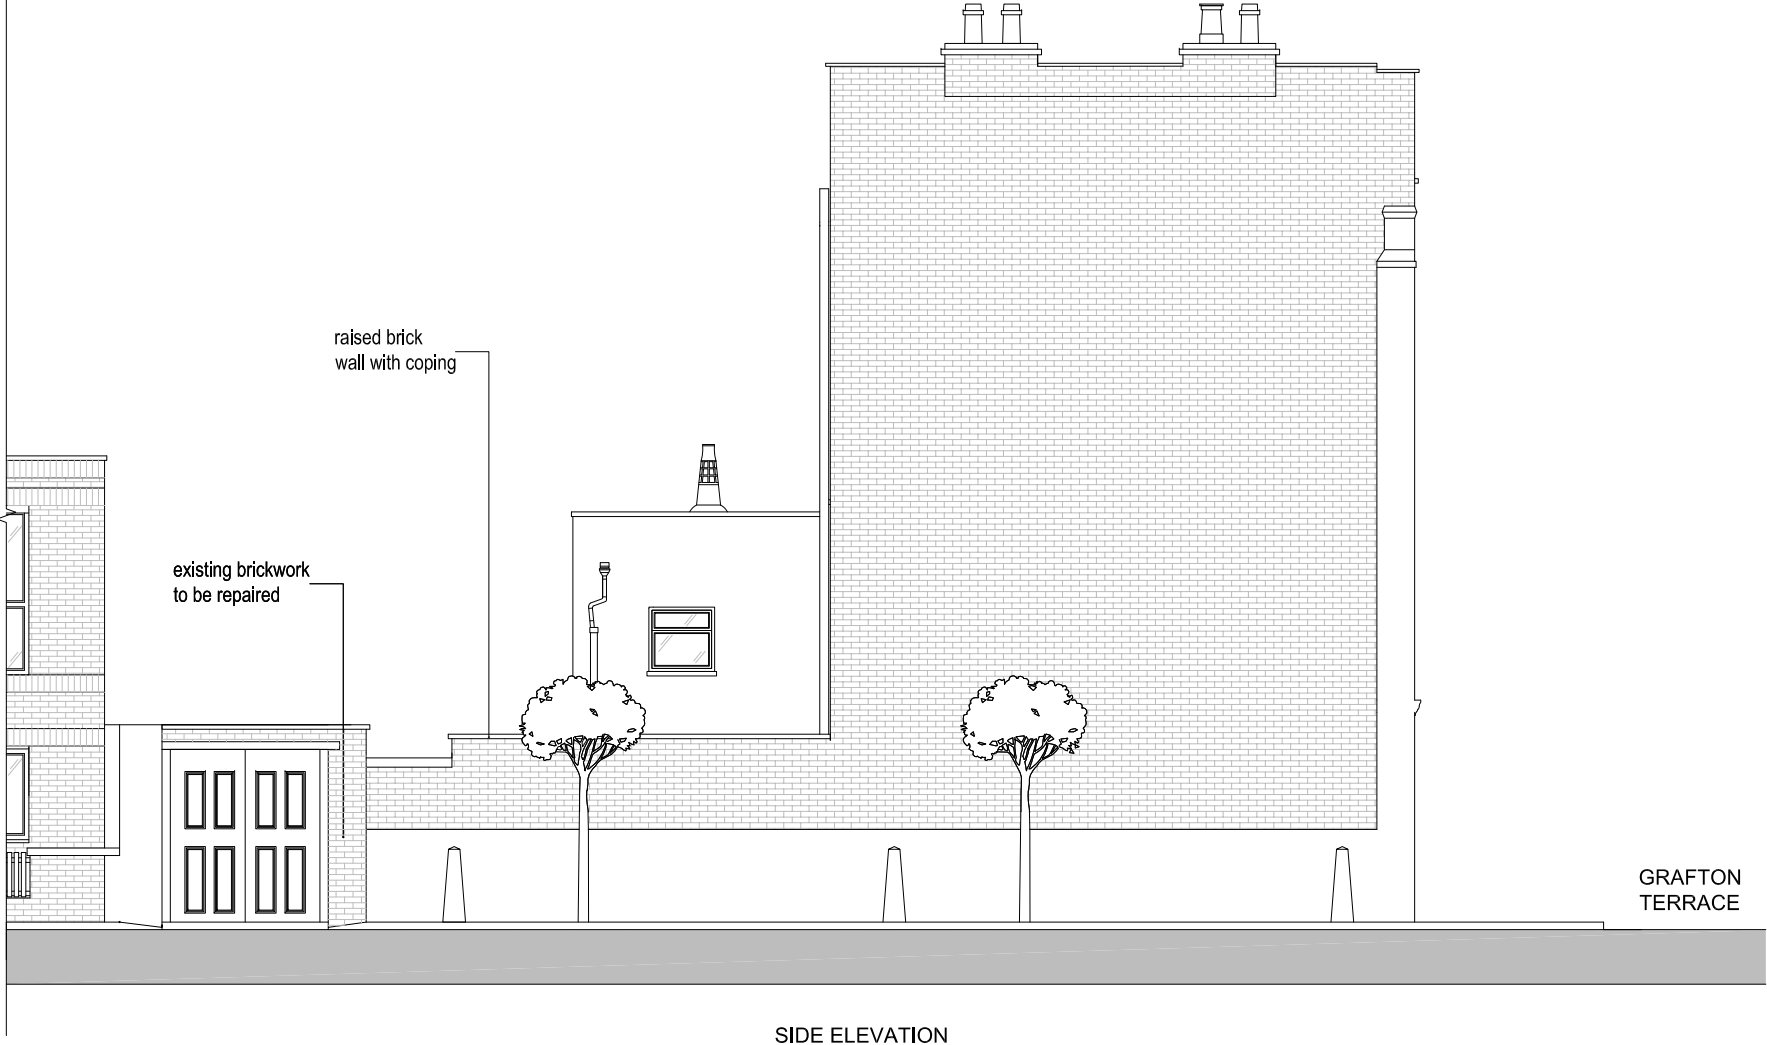 raised brick
wall with coping
existing brickwork
to be repaired
GRAFTON
TERRACE
SIDE ELEVATION